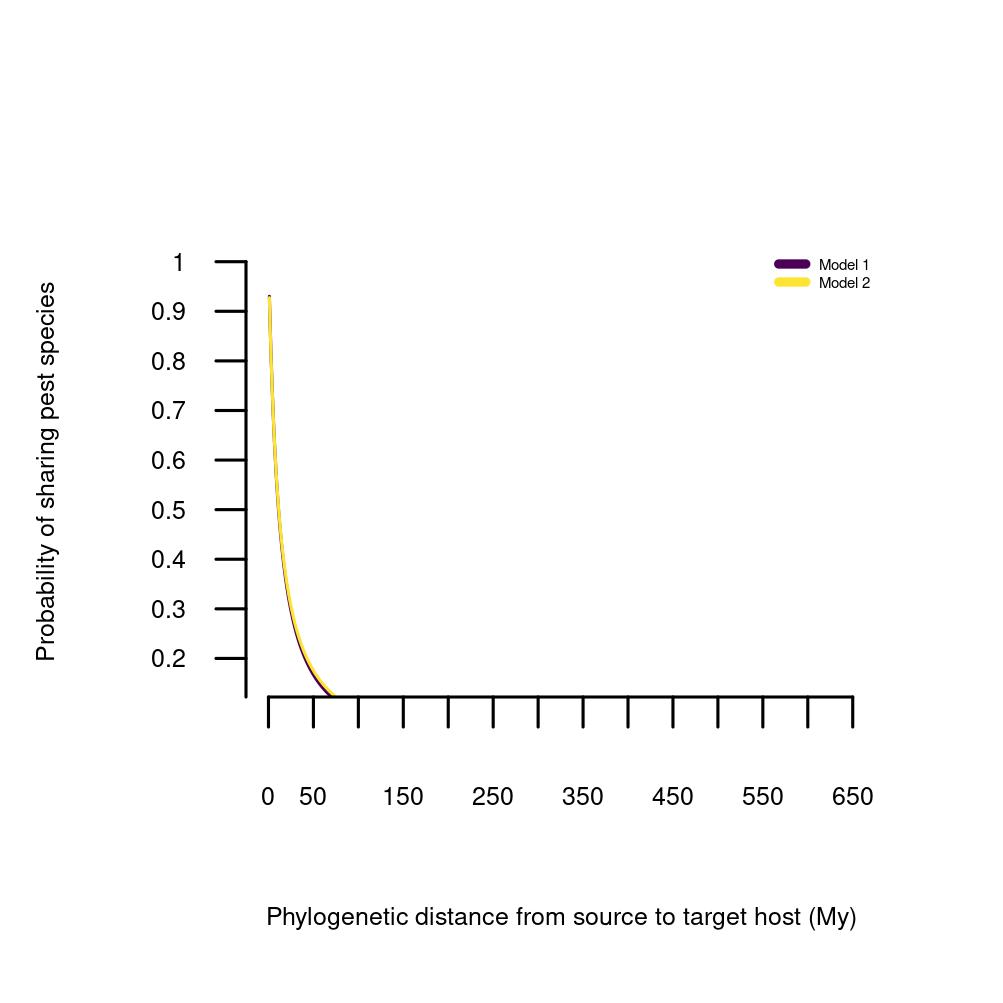 Model 1
Model 2
Probability of sharing pest species
1
0.9
0.8
0.7
0.6
0.5
0.4
0.3
0.2
0 50 150 250 350 450 550 650
Phylogenetic distance from source to target host (My)